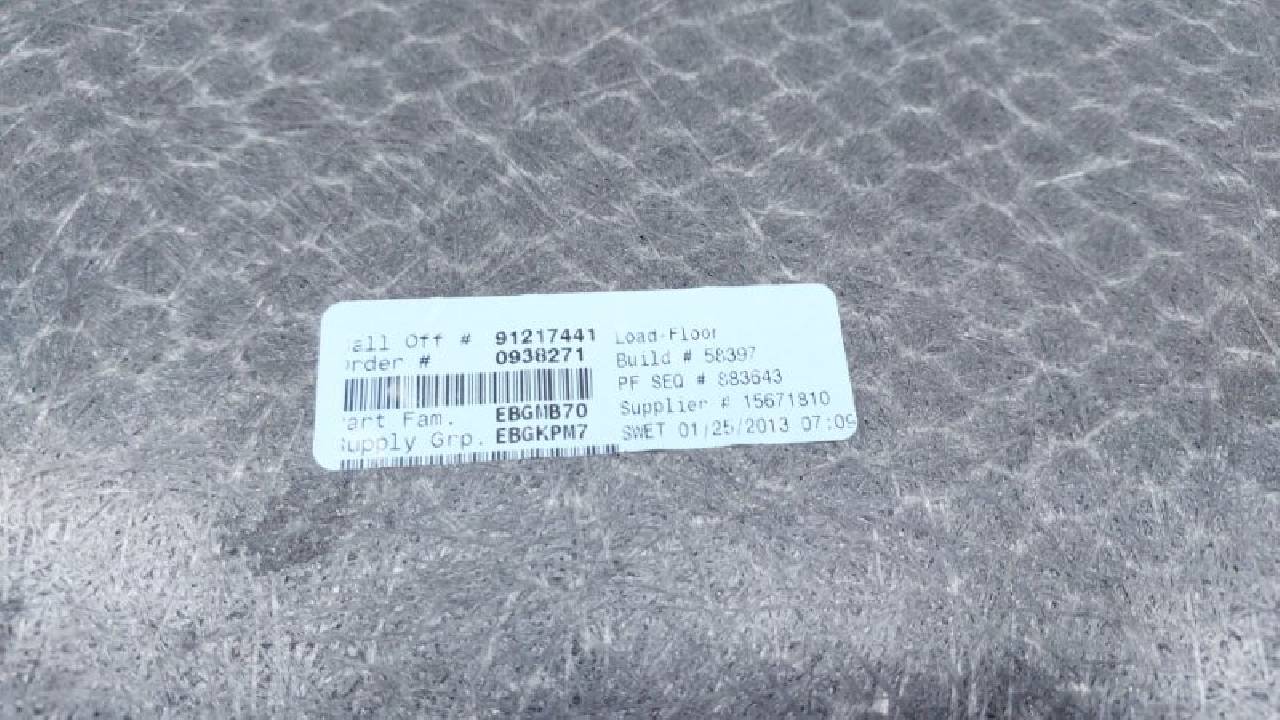 all Off # 91217441
rder # 0938271
art Fam. EBGMB70
upply Grp. EBGKPM7
Load-Floor
Build # 58397
PF SEQ # 883643
Supplier # 15671810
SWET 01/25/2013 07:09